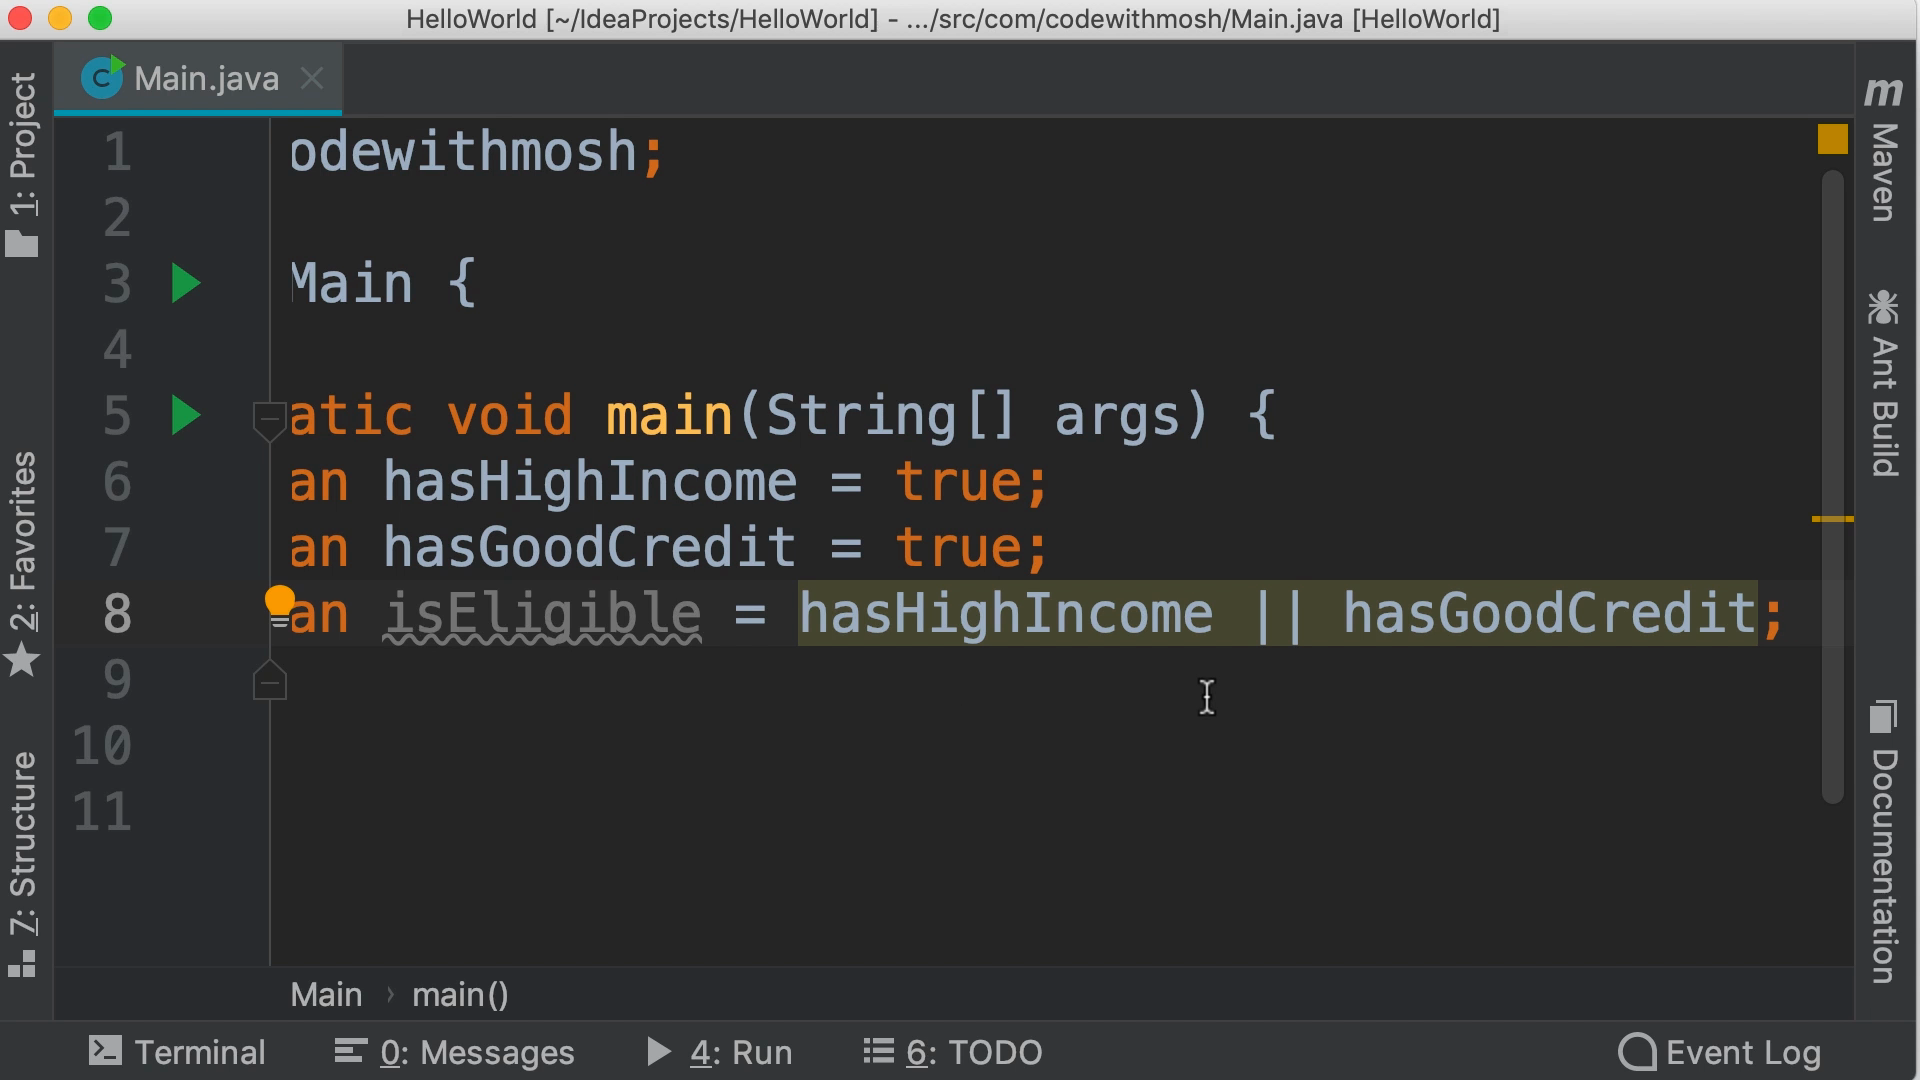 HelloWorld [~/IdeaProjects/HelloWorld] - .../src/com/codewithmosh/Main.java [HelloWorld]
Main.java
1: Project
2: Favorites
7: Structure
1 odewithmosh;
2
3 Main {
4
5 atic void main(String[] args) {
6 an hasHighIncome = true;
7 an hasGoodCredit = true;
8 an isEligible = hasHighIncome || hasGoodCredit;
9
10
11
m Maven
Ant Build
Documentation
Main › main()
Terminal 0: Messages 4: Run 6: TODO Event Log